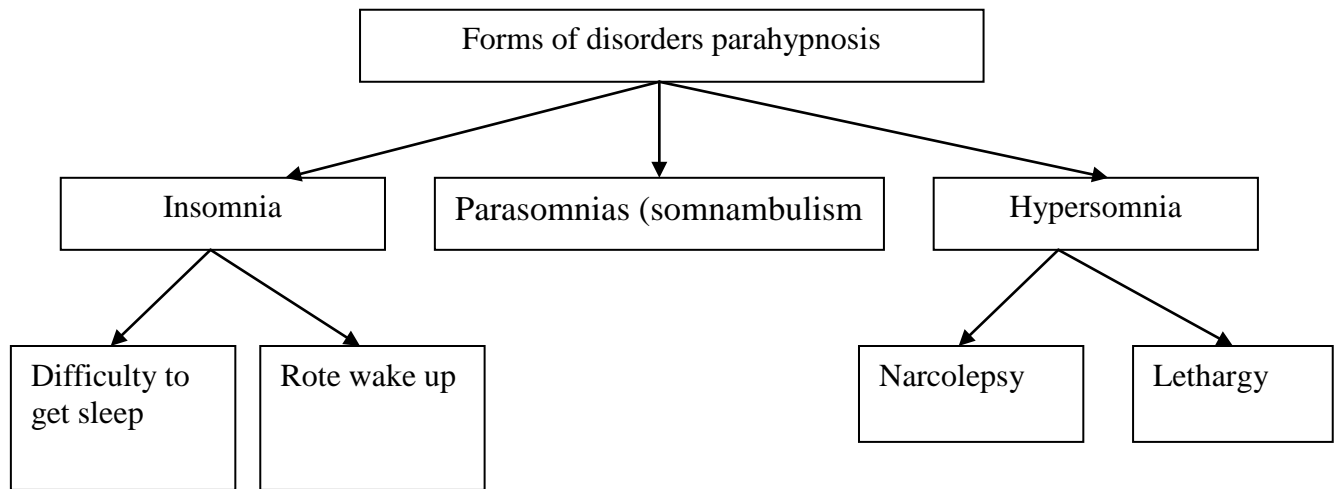 Forms of disorders parahypnosis
Insomnia
Parasomnias (somnambulism
Hypersomnia
Difficulty to
get sleep
Rote wake up
Narcolepsy
Lethargy